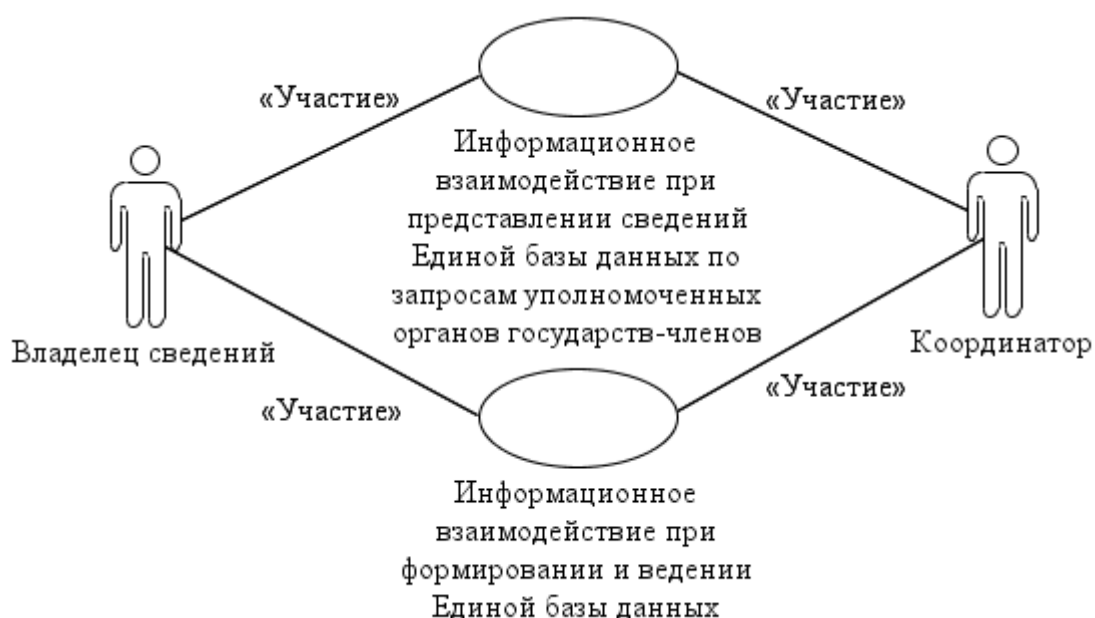 «Участие»
«Участие»
Информационное
взаимодействие при
представлении сведений
Единой базы данных по
запросам уполномоченных
органов государств-членов
Владелец сведений
Координатор
«Участие»
«Участие»
Информационное
взаимодействие при
формировании и ведении
Единой базы данных